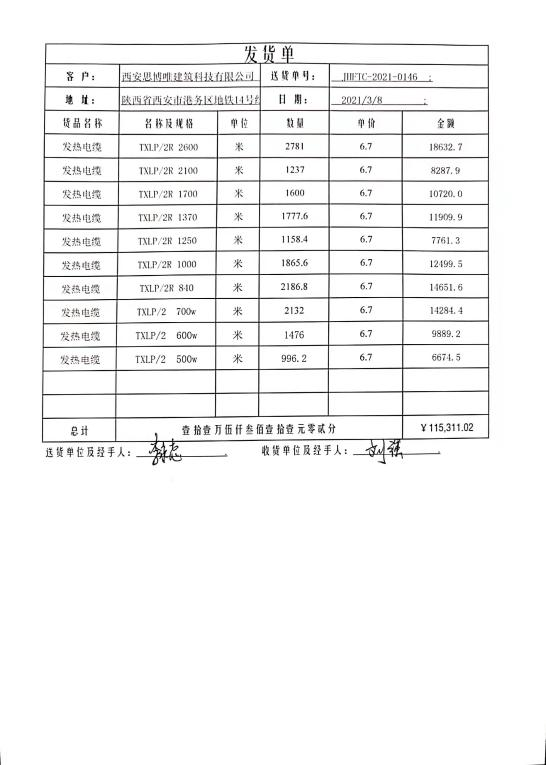 发货单
客 户： 西安思博唯建筑科技有限公司 送货单号： JHFTC-2021-0146 ：
地 址： 陕西省西安市港务区地铁14号线 日 期： 2021/3/8 ：
货品名称 名称及规格 单位 数量 单价 金额
发热电缆 TXLP/2R 2600 米 2781 6.7 18632.7
发热电缆 TXLP/2R 2100 米 1237 6.7 8287.9
发热电缆 TXLP/2R 1700 米 1600 6.7 10720.0
发热电缆 TXLP/2R 1370 米 1777.6 6.7 11909.9
发热电缆 TXLP/2R 1250 米 1158.4 6.7 7761.3
发热电缆 TXLP/2R 1000 米 1865.6 6.7 12499.5
发热电缆 TXLP/2R 840 米 2186.8 6.7 14651.6
发热电缆 TXLP/2 700w 米 2132 6.7 14284.4
发热电缆 TXLP/2 600w 米 1476 6.7 9889.2
发热电缆 TXLP/2 500w 米 996.2 6.7 6674.5
总计 壹拾壹万伍仟叁佰壹拾壹元零贰分 ￥115,311.02
送货单位及经手人： 收货单位及经手人： 刘强